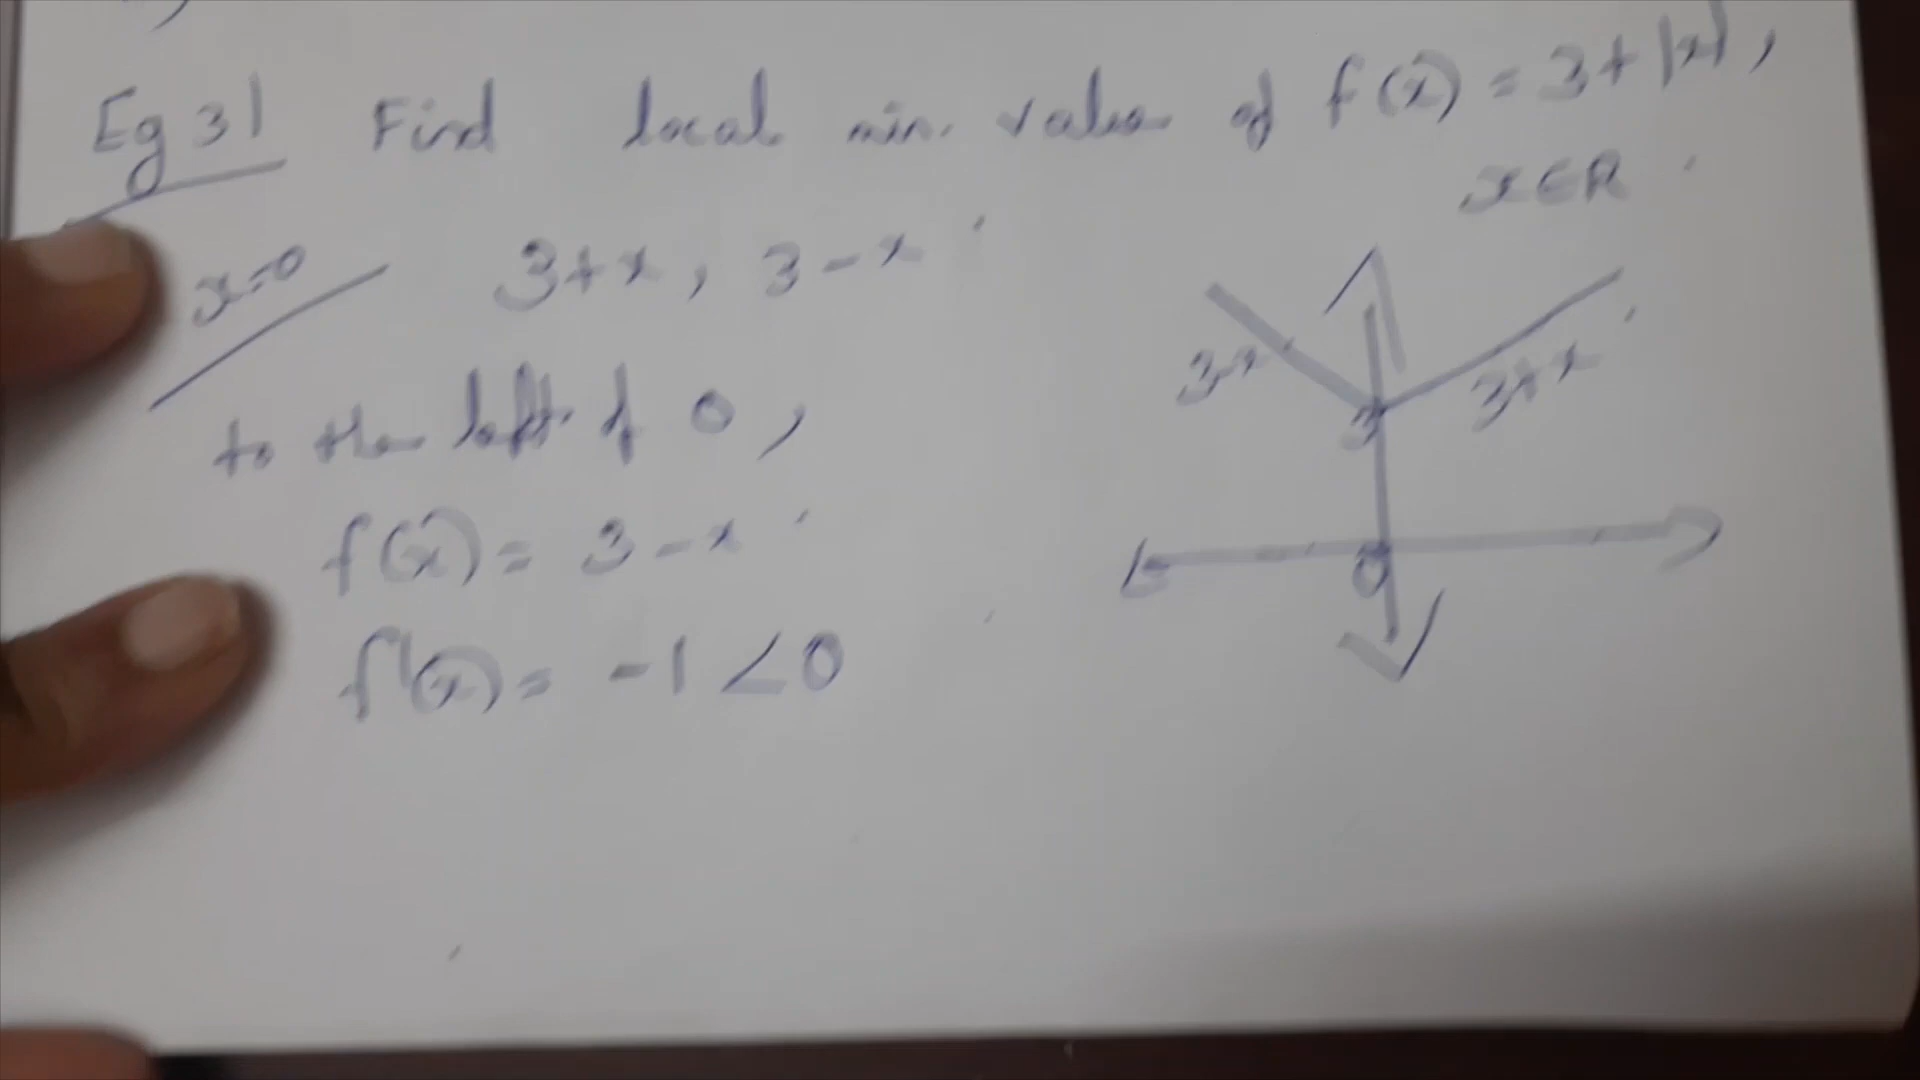 Eg 31 Find local min. value of f(x) = 3+|x|,
x∈R.
x=0
3+x, 3-x.
to the left of 0,
f(x) = 3-x.
f'(x) = -1 < 0
3-x
3+x
3
0